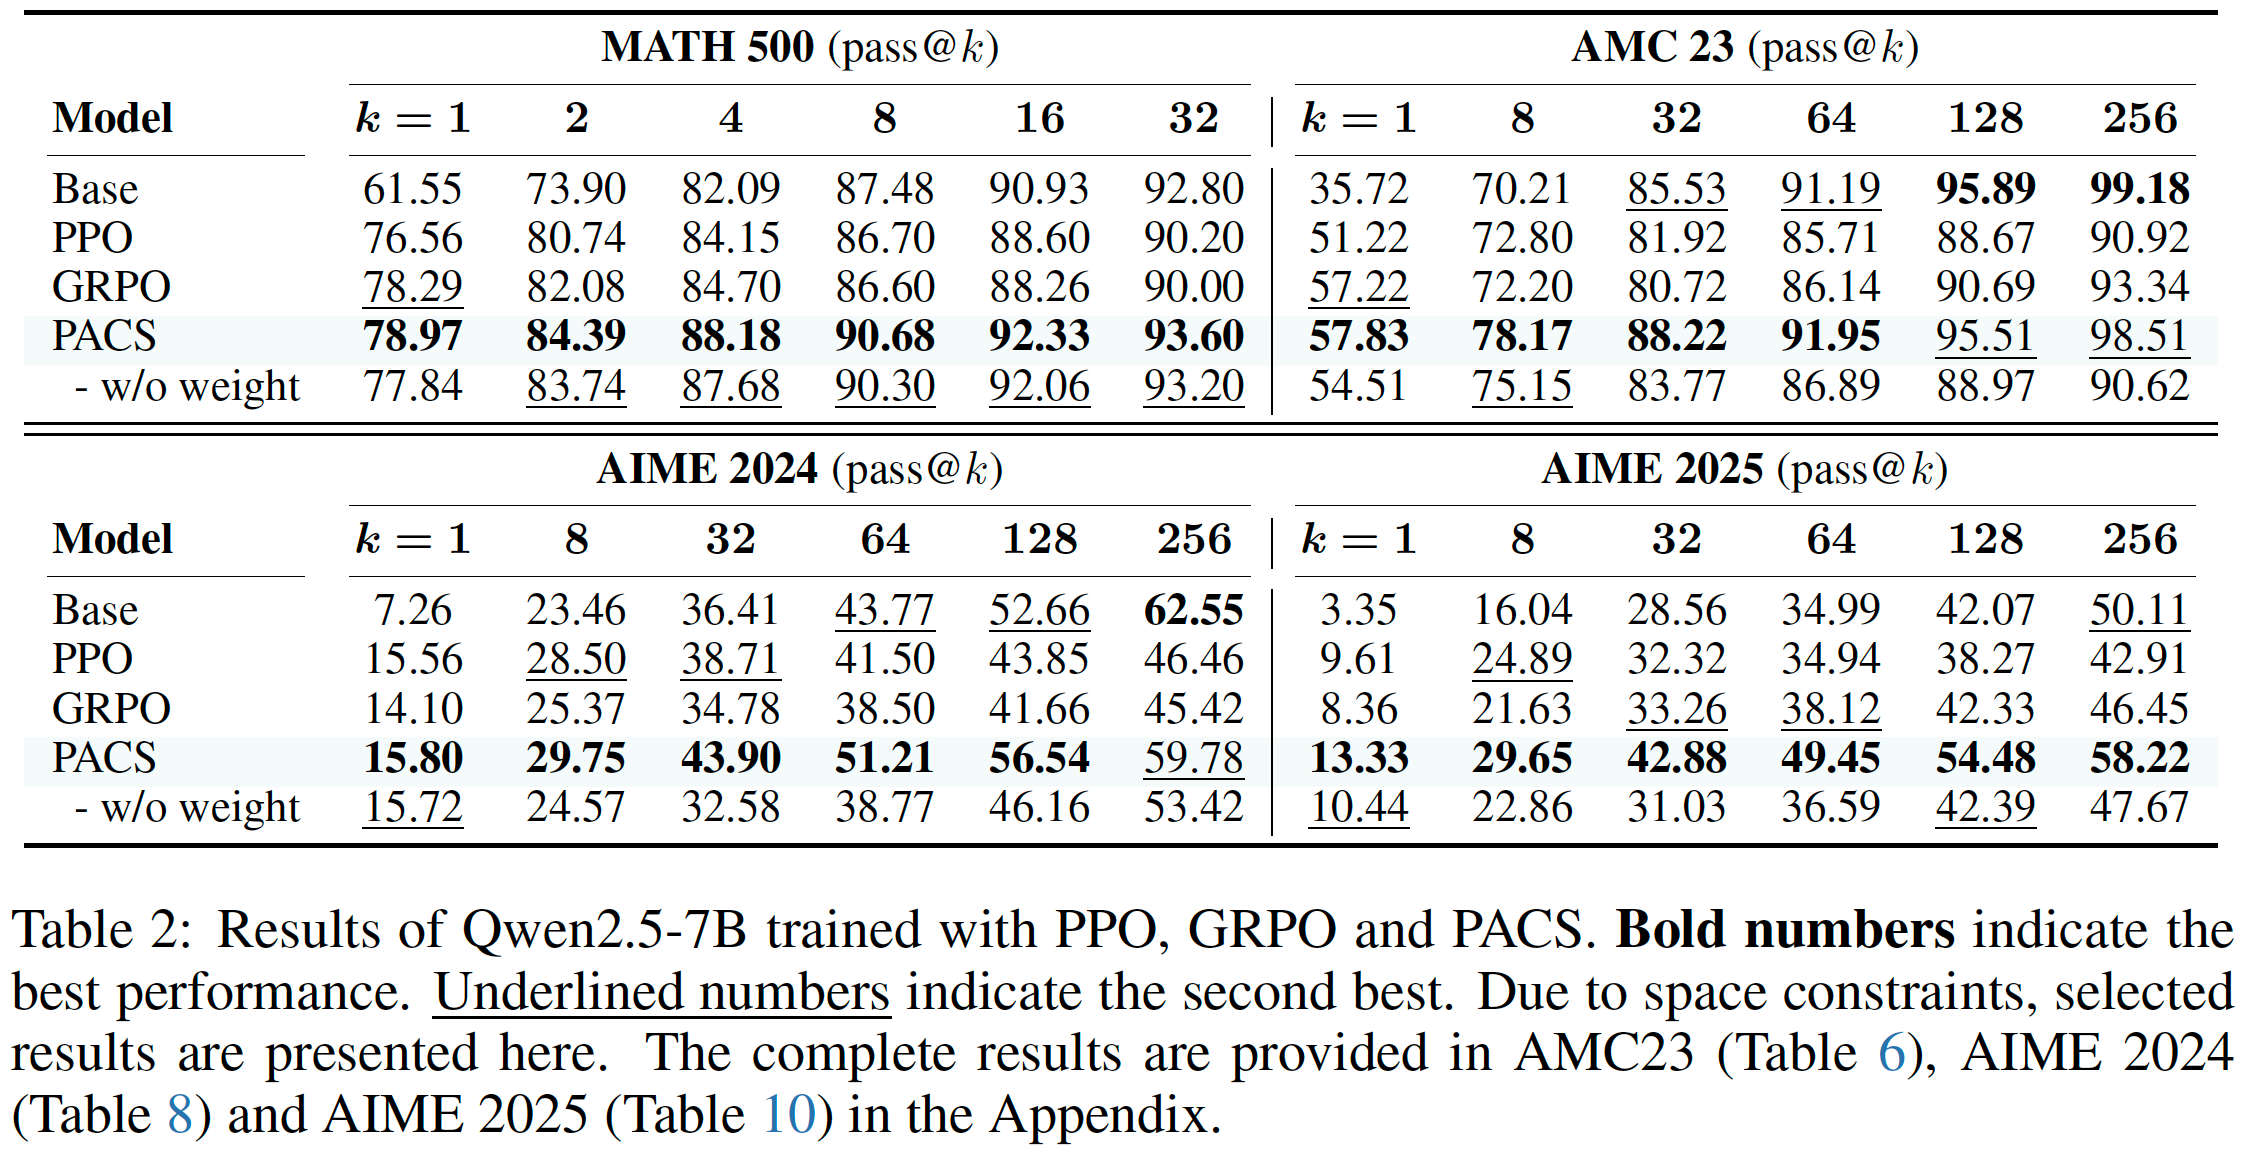 MATH 500 (pass@k) AMC 23 (pass@k)
Model k = 1 2 4 8 16 32 k = 1 8 32 64 128 256
Base 61.55 73.90 82.09 87.48 90.93 92.80 35.72 70.21 85.53 91.19 95.89 99.18
PPO 76.56 80.74 84.15 86.70 88.60 90.20 51.22 72.80 81.92 85.71 88.67 90.92
GRPO 78.29 82.08 84.70 86.60 88.26 90.00 57.22 72.20 80.72 86.14 90.69 93.34
PACS 78.97 84.39 88.18 90.68 92.33 93.60 57.83 78.17 88.22 91.95 95.51 98.51
- w/o weight 77.84 83.74 87.68 90.30 92.06 93.20 54.51 75.15 83.77 86.89 88.97 90.62
AIME 2024 (pass@k) AIME 2025 (pass@k)
Model k = 1 8 32 64 128 256 k = 1 8 32 64 128 256
Base 7.26 23.46 36.41 43.77 52.66 62.55 3.35 16.04 28.56 34.99 42.07 50.11
PPO 15.56 28.50 38.71 41.50 43.85 46.46 9.61 24.89 32.32 34.94 38.27 42.91
GRPO 14.10 25.37 34.78 38.50 41.66 45.42 8.36 21.63 33.26 38.12 42.33 46.45
PACS 15.80 29.75 43.90 51.21 56.54 59.78 13.33 29.65 42.88 49.45 54.48 58.22
- w/o weight 15.72 24.57 32.58 38.77 46.16 53.42 10.44 22.86 31.03 36.59 42.39 47.67
Table 2: Results of Qwen2.5-7B trained with PPO, GRPO and PACS. Bold numbers indicate the
best performance. Underlined numbers indicate the second best. Due to space constraints, selected
results are presented here. The complete results are provided in AMC23 (Table 6), AIME 2024
(Table 8) and AIME 2025 (Table 10) in the Appendix.